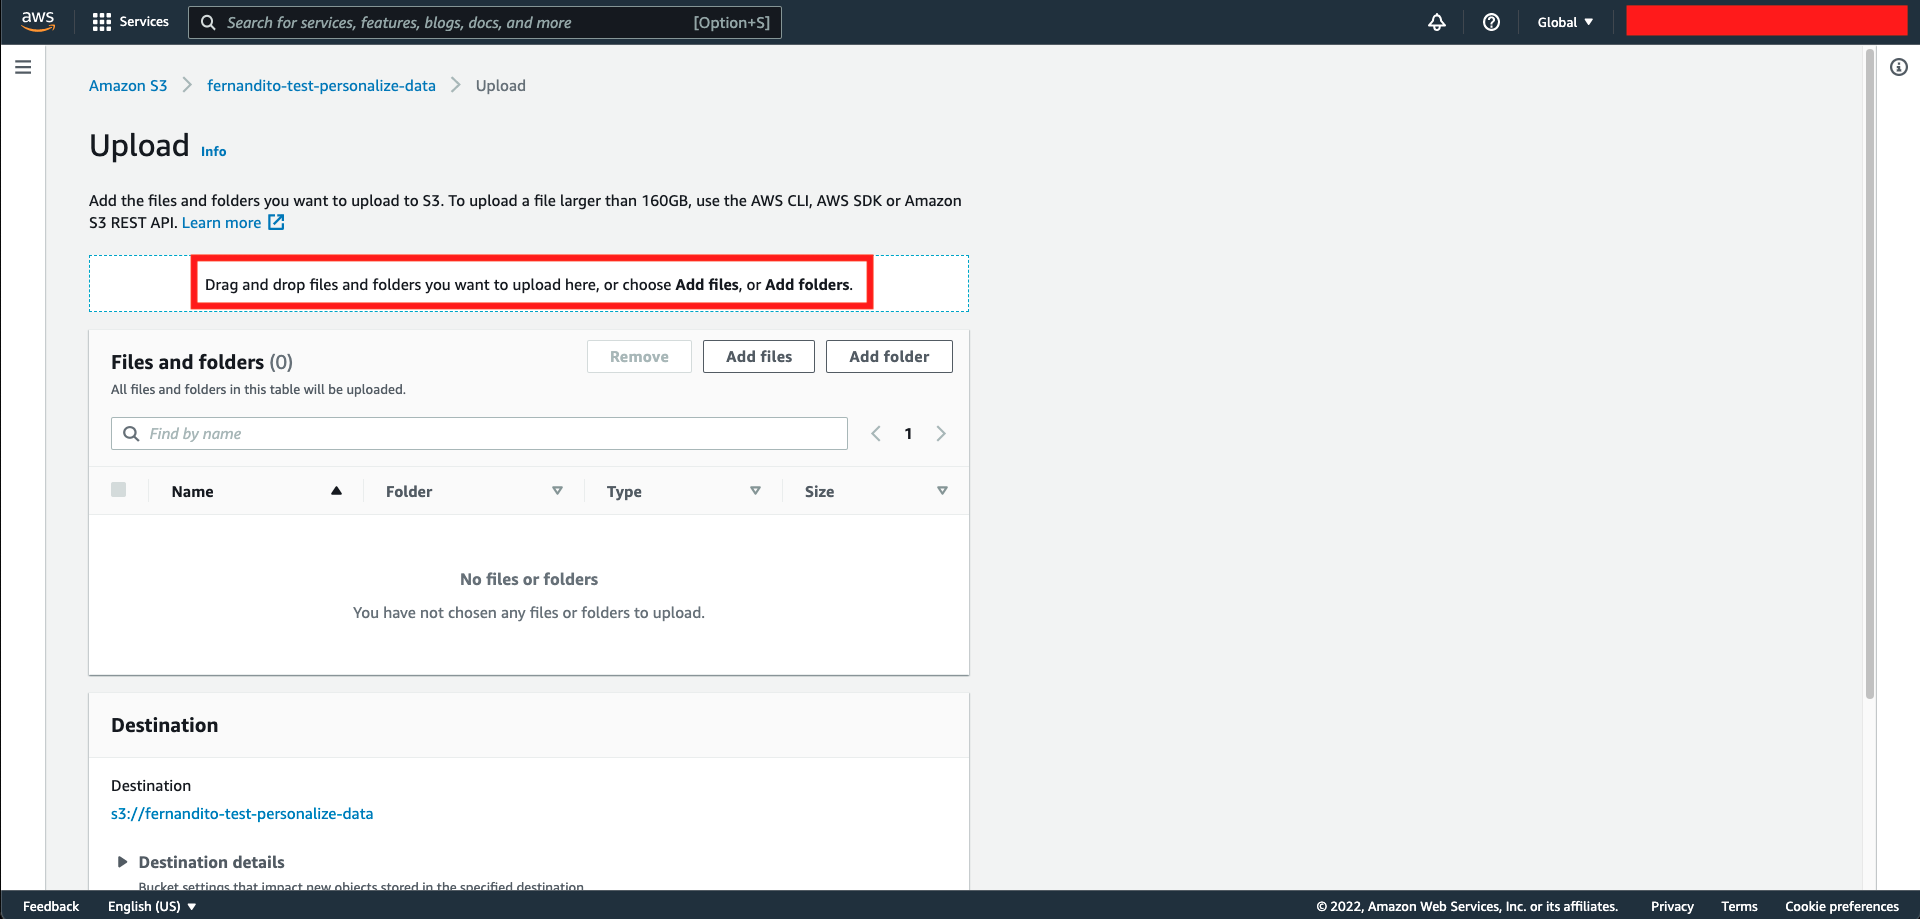 aws
Services
Search for services, features, blogs, docs, and more [Option+S]
Global
Amazon S3 fernandito-test-personalize-data Upload
Upload Info
Add the files and folders you want to upload to S3. To upload a file larger than 160GB, use the AWS CLI, AWS SDK or Amazon
S3 REST API. Learn more
Drag and drop files and folders you want to upload here, or choose Add files, or Add folders.
Files and folders (0)
Remove Add files Add folder
All files and folders in this table will be uploaded.
Find by name
1
Name Folder Type Size
No files or folders
You have not chosen any files or folders to upload.
Destination
Destination
s3://fernandito-test-personalize-data
Destination details
Bucket settings that impact new objects stored in the specified destination.
Feedback English (US) © 2022, Amazon Web Services, Inc. or its affiliates. Privacy Terms Cookie preferences